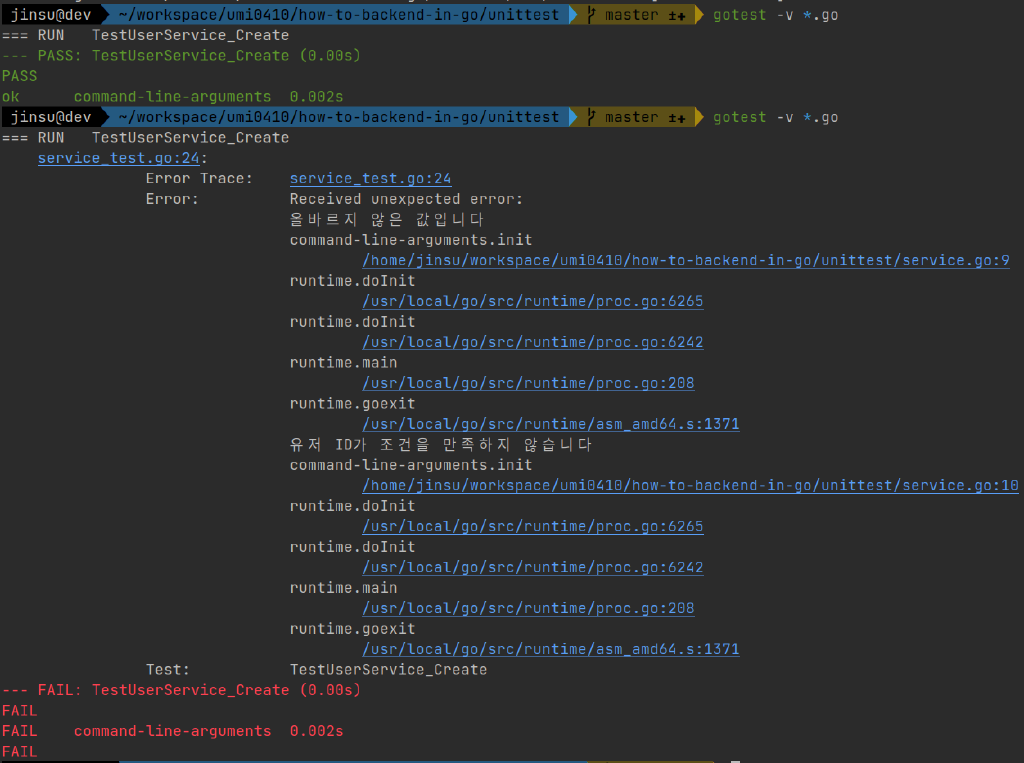 jinsu@dev ~/workspace/umi0410/how-to-backend-in-go/unittest master ±+ gotest -v *.go
=== RUN TestUserService_Create
--- PASS: TestUserService_Create (0.00s)
PASS
ok command-line-arguments 0.002s
jinsu@dev ~/workspace/umi0410/how-to-backend-in-go/unittest master ±+ gotest -v *.go
=== RUN TestUserService_Create
service_test.go:24:
Error Trace: service_test.go:24
Error: Received unexpected error:
올바르지 않은 값입니다
command-line-arguments.init
/home/jinsu/workspace/umi0410/how-to-backend-in-go/unittest/service.go:9
runtime.doInit
/usr/local/go/src/runtime/proc.go:6265
runtime.doInit
/usr/local/go/src/runtime/proc.go:6242
runtime.main
/usr/local/go/src/runtime/proc.go:208
runtime.goexit
/usr/local/go/src/runtime/asm_amd64.s:1371
유저 ID가 조건을 만족하지 않습니다
command-line-arguments.init
/home/jinsu/workspace/umi0410/how-to-backend-in-go/unittest/service.go:10
runtime.doInit
/usr/local/go/src/runtime/proc.go:6265
runtime.doInit
/usr/local/go/src/runtime/proc.go:6242
runtime.main
/usr/local/go/src/runtime/proc.go:208
runtime.goexit
/usr/local/go/src/runtime/asm_amd64.s:1371
Test: TestUserService_Create
--- FAIL: TestUserService_Create (0.00s)
FAIL
FAIL command-line-arguments 0.002s
FAIL